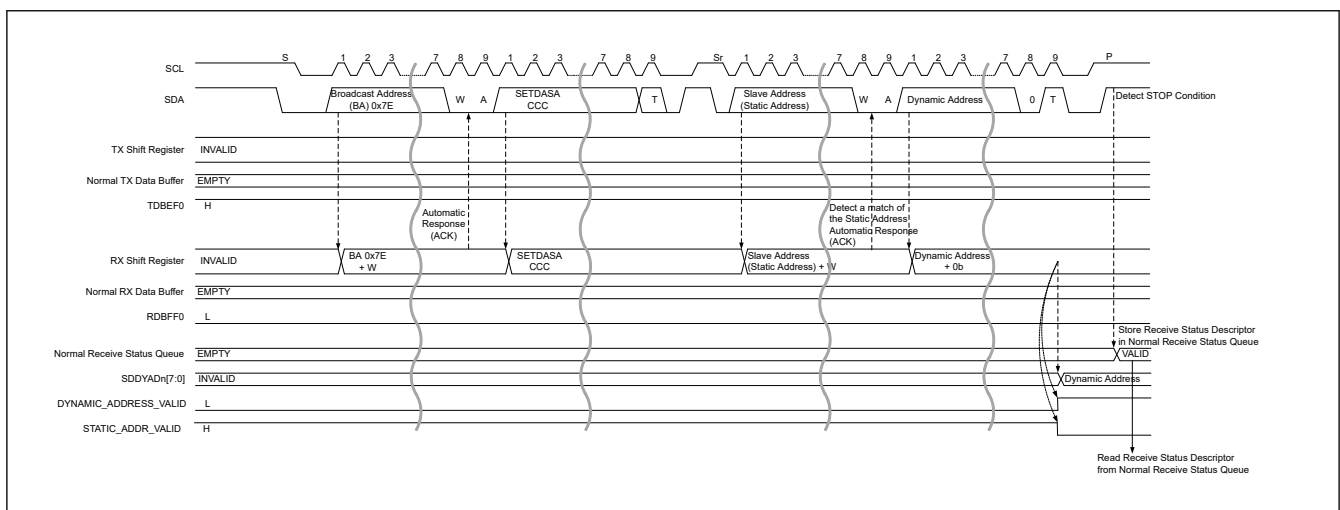 S 1 2 3 7 8 9 1 2 3 7 8 9 Sr 1 2 3 7 8 9 1 2 3 7 8 9 P
SCL
SDA
Broadcast Address
(BA) 0x7E
W A
SETDASA
CCC
T
Slave Address
(Static Address)
W A
Dynamic Address
0 T
Detect STOP Condition
TX Shift Register INVALID
Normal TX Data Buffer EMPTY
TDBEF0 H
Automatic
Response
(ACK)
Detect a match of
the Static Address
Automatic Response
(ACK)
RX Shift Register INVALID
BA 0x7E
+ W
SETDASA
CCC
Slave Address
(Static Address) + W
Dynamic Address
+ 0b
Normal RX Data Buffer EMPTY
RDBFF0 L
Store Receive Status Descriptor
in Normal Receive Status Queue
Normal Receive Status Queue EMPTY VALID
SDDYADn[7:0] INVALID Dynamic Address
DYNAMIC_ADDRESS_VALID L
STATIC_ADDR_VALID H
Read Receive Status Descriptor
from Normal Receive Status Queue